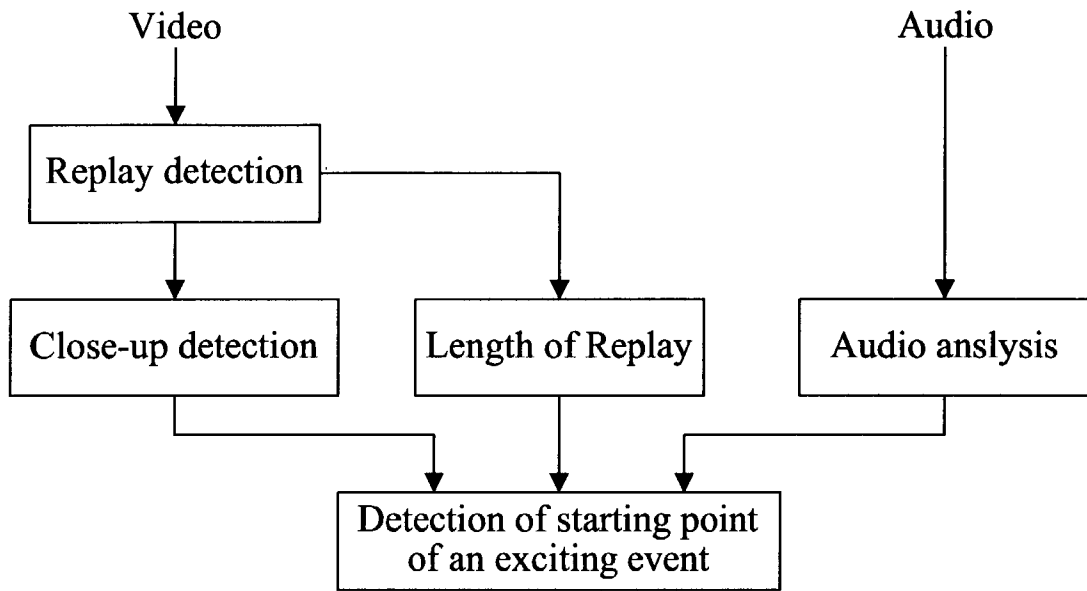 Video
Audio
Replay detection
Close-up detection
Length of Replay
Audio anslysis
Detection of starting point
of an exciting event